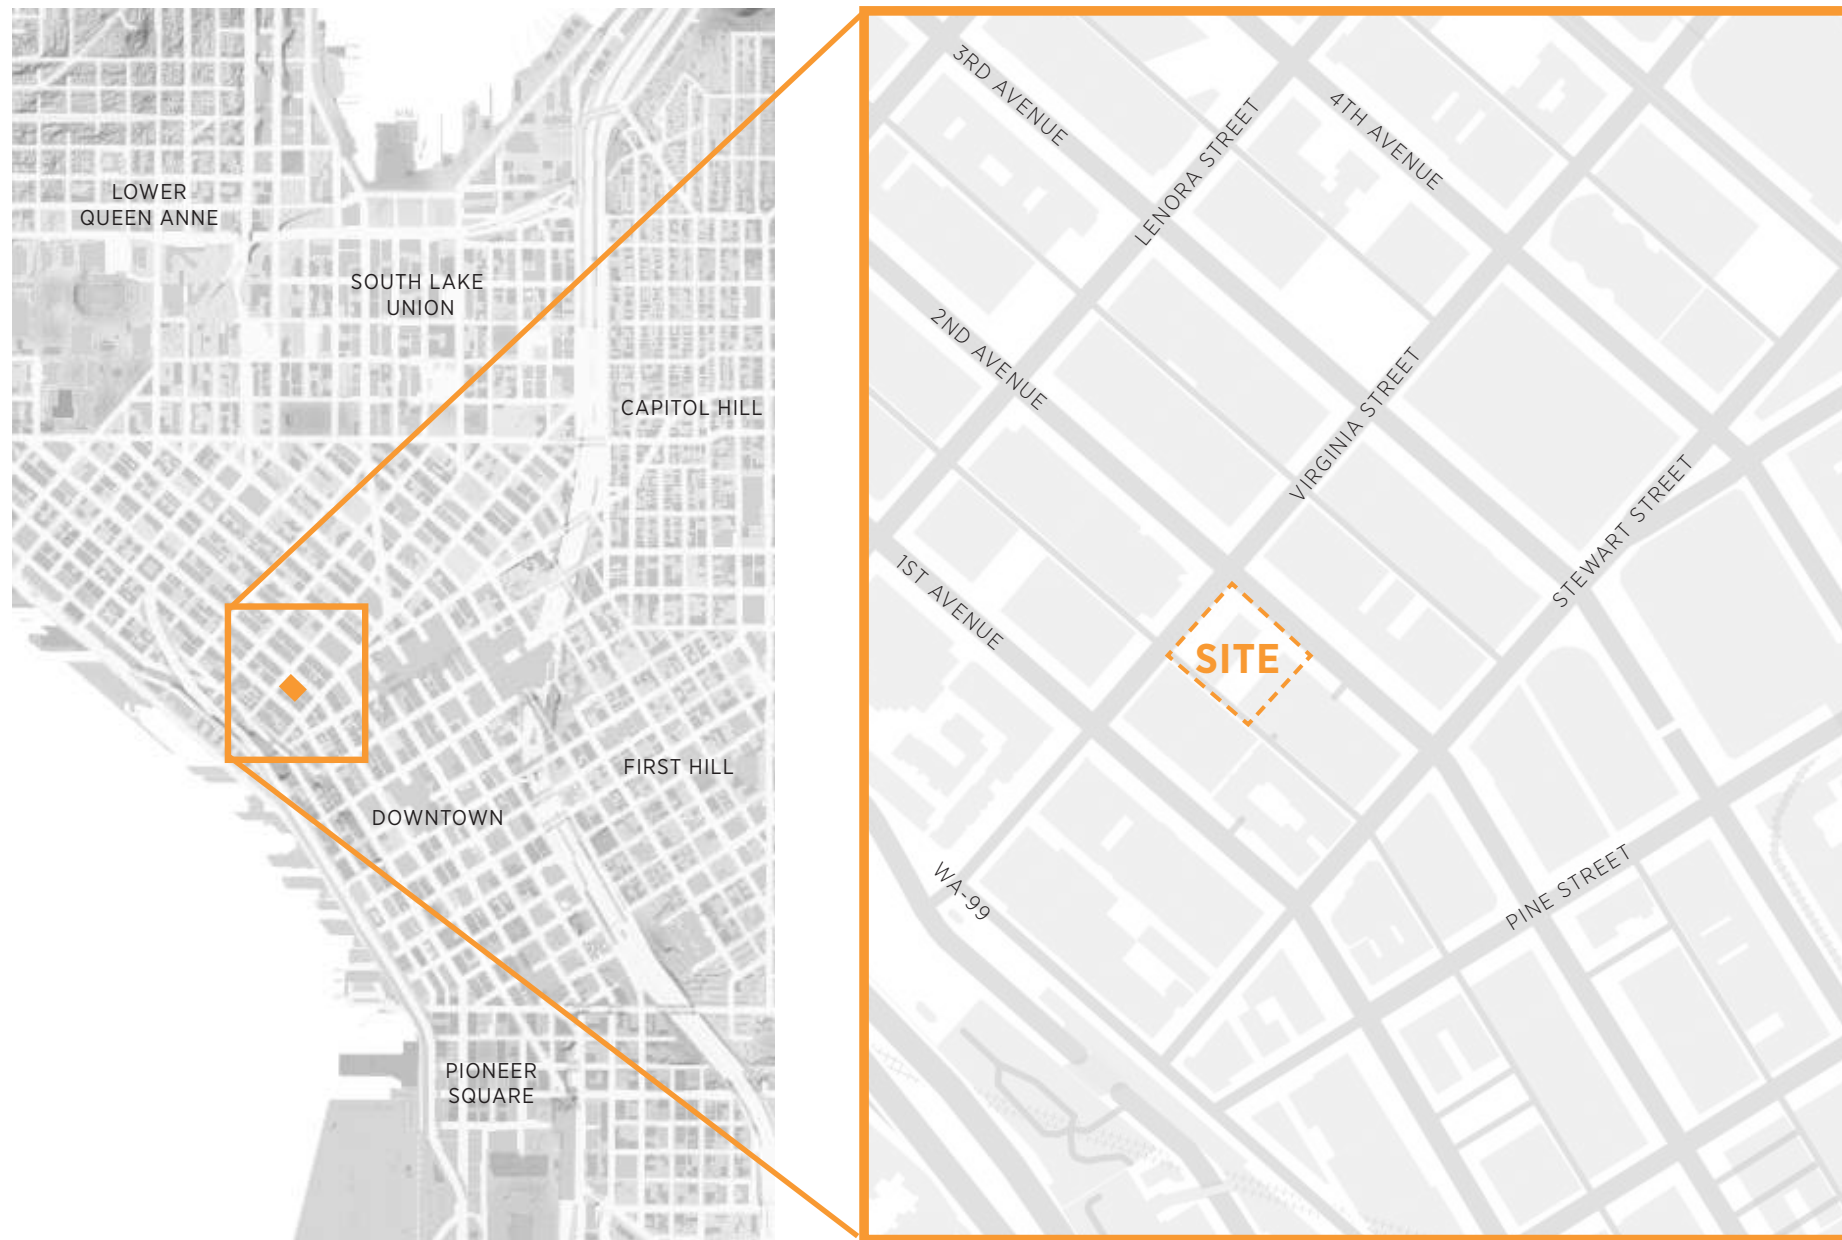 LOWER
QUEEN ANNE
SOUTH LAKE
UNION
CAPITOL HILL
FIRST HILL
DOWNTOWN
PIONEER
SQUARE
3RD AVENUE
4TH AVENUE
LENORA STREET
2ND AVENUE
VIRGINIA STREET
STEWART STREET
1ST AVENUE
SITE
WA-99
PINE STREET